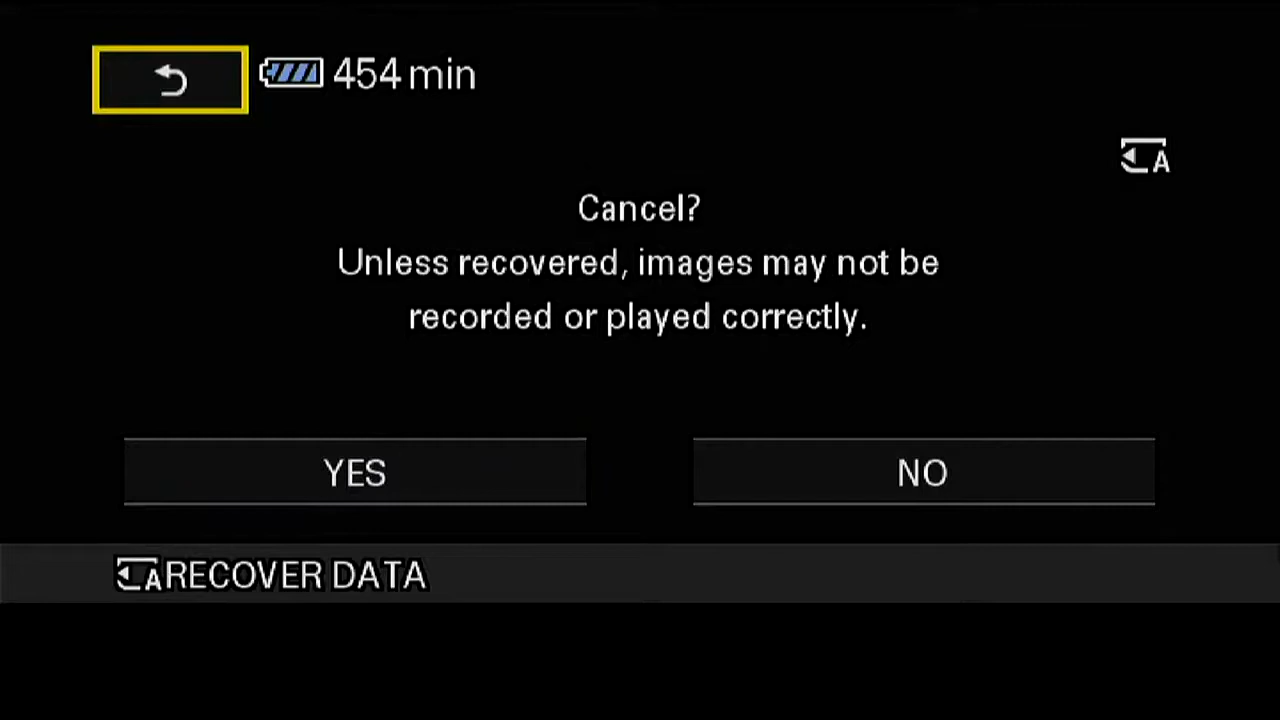 454 min
A
Cancel?
Unless recovered, images may not be
recorded or played correctly.
YES
NO
A RECOVER DATA